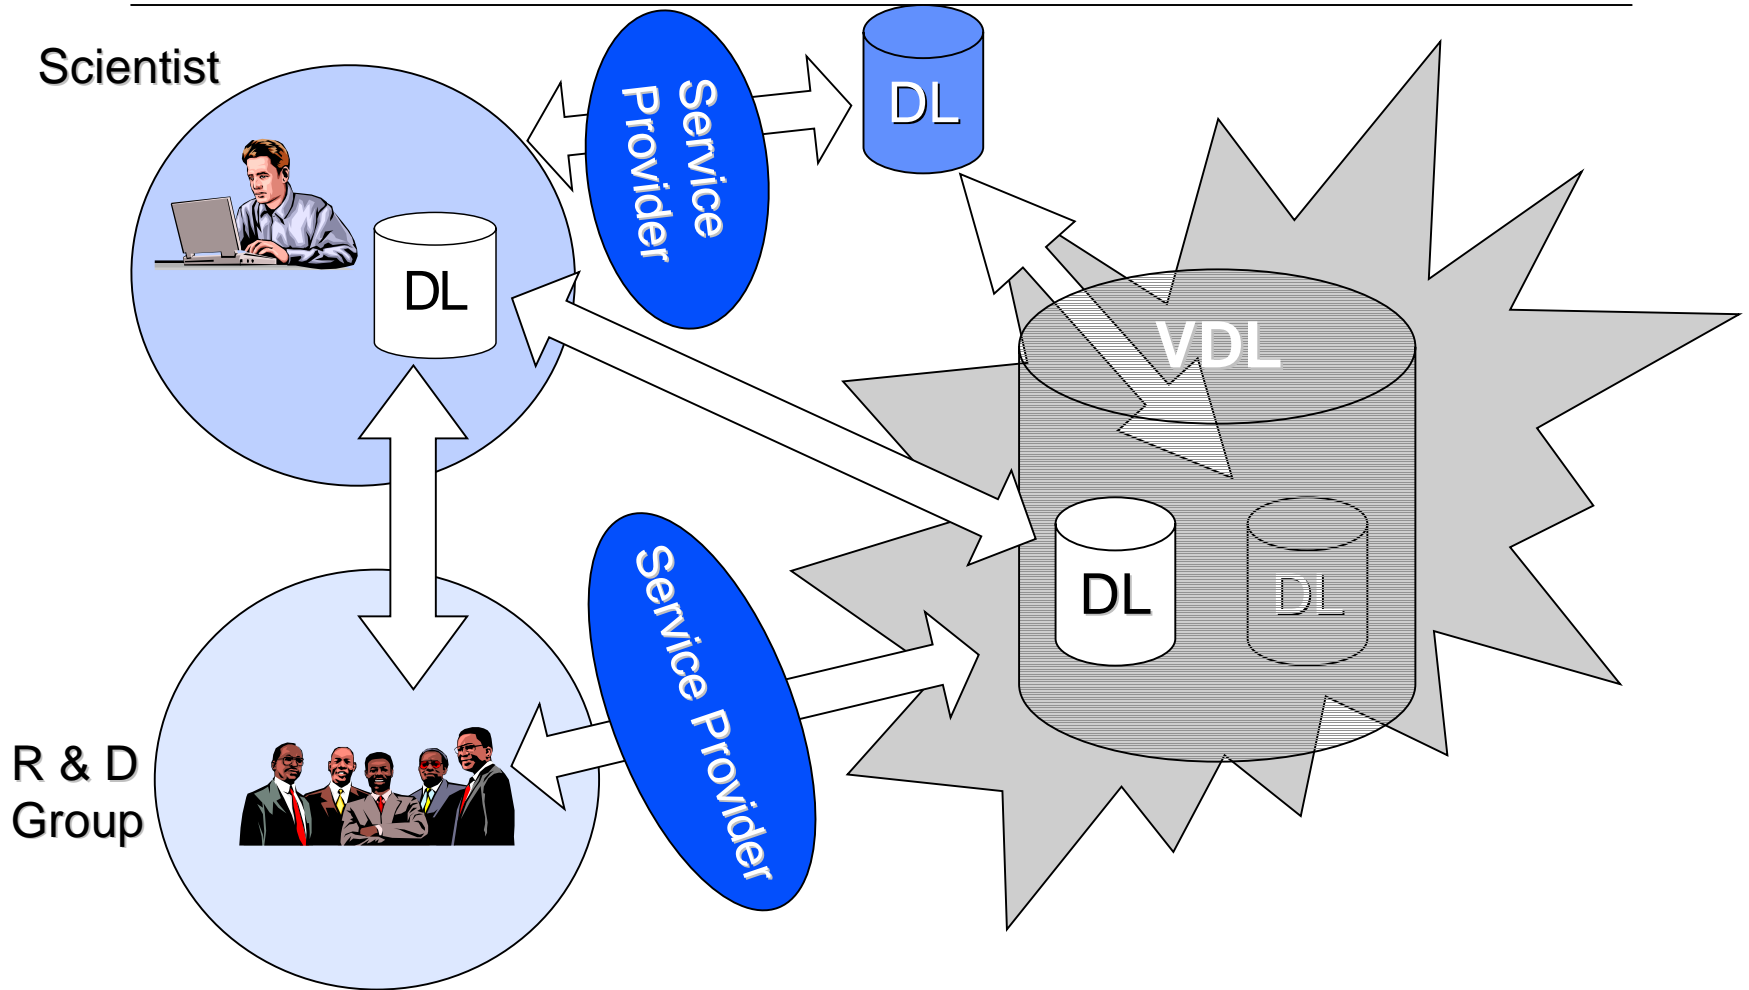 Scientist
Service
Provider
DL
DL
VDL
DL
DL
Service Provider
R & D
Group